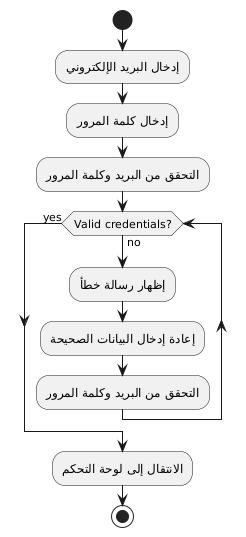 إدخال البريد الإلكتروني
إدخال كلمة المرور
التحقق من البريد وكلمة المرور
yes
Valid credentials?
no
إظهار رسالة خطأ
إعادة إدخال البيانات الصحيحة
التحقق من البريد وكلمة المرور
الانتقال إلى لوحة التحكم